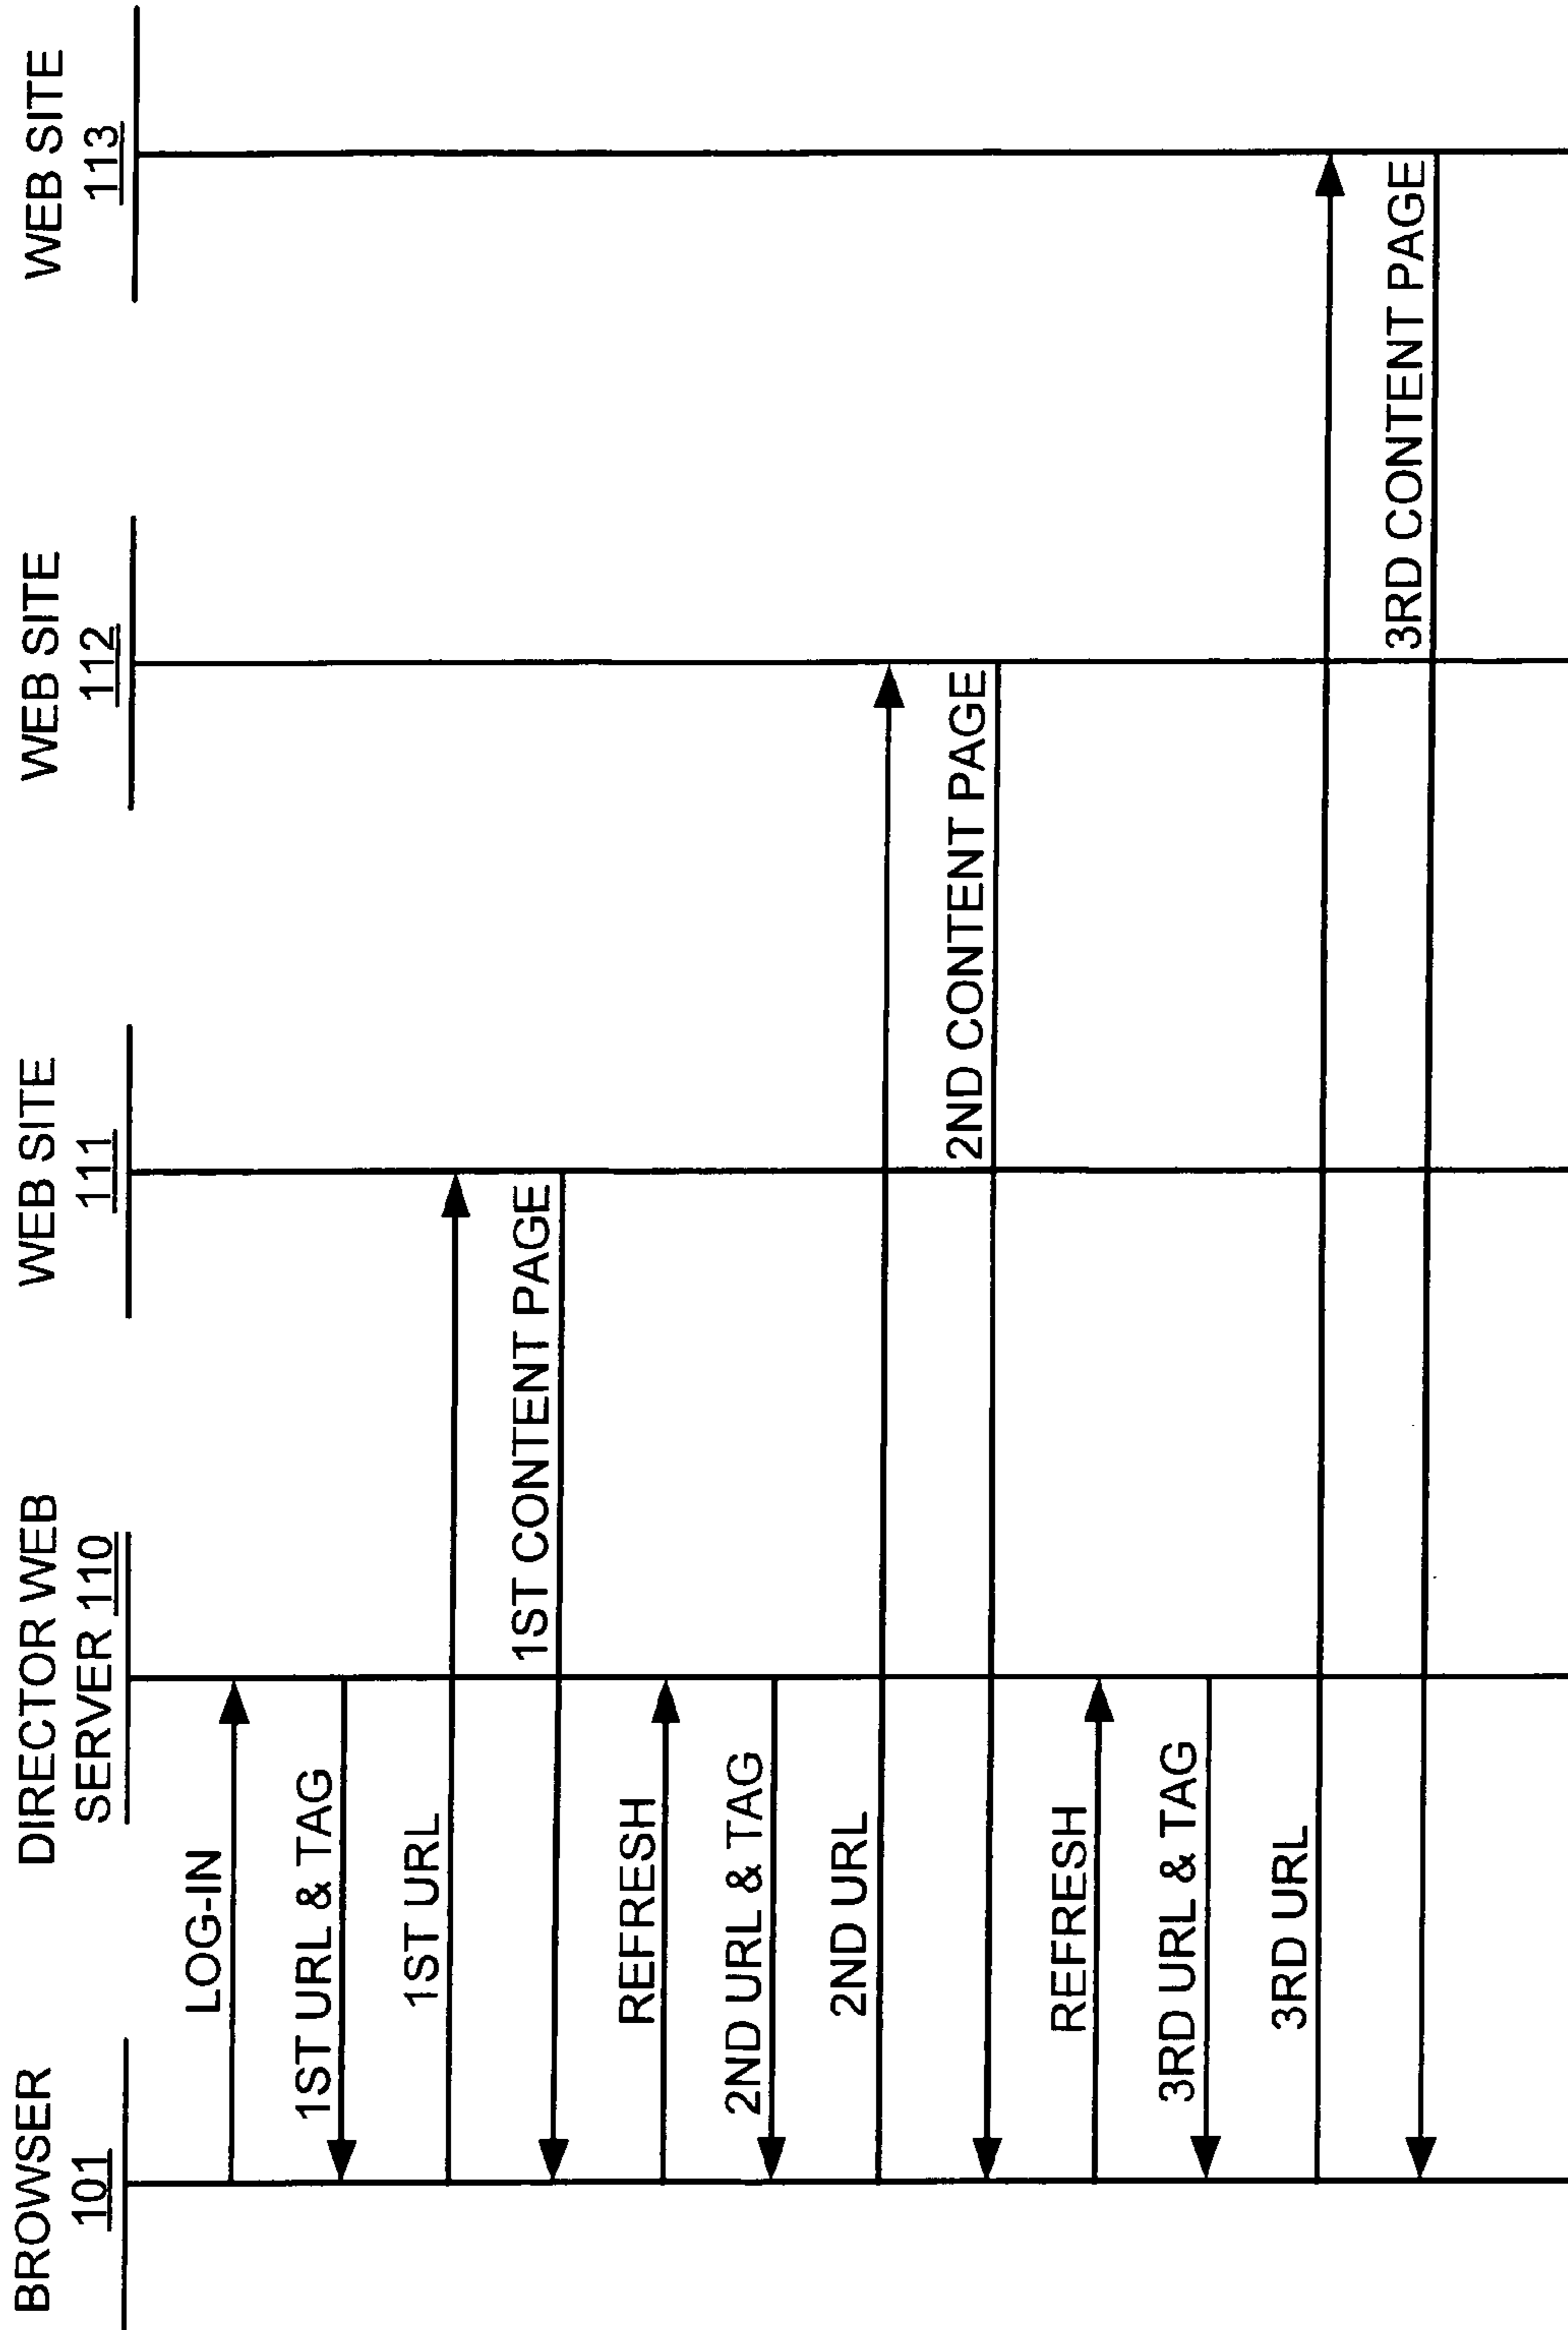 BROWSER
101
DIRECTOR WEB
SERVER 110
WEB SITE
111
WEB SITE
112
WEB SITE
113
LOG-IN
1ST URL & TAG
1ST URL
1ST CONTENT PAGE
REFRESH
2ND URL & TAG
2ND URL
2ND CONTENT PAGE
REFRESH
3RD URL & TAG
3RD URL
3RD CONTENT PAGE